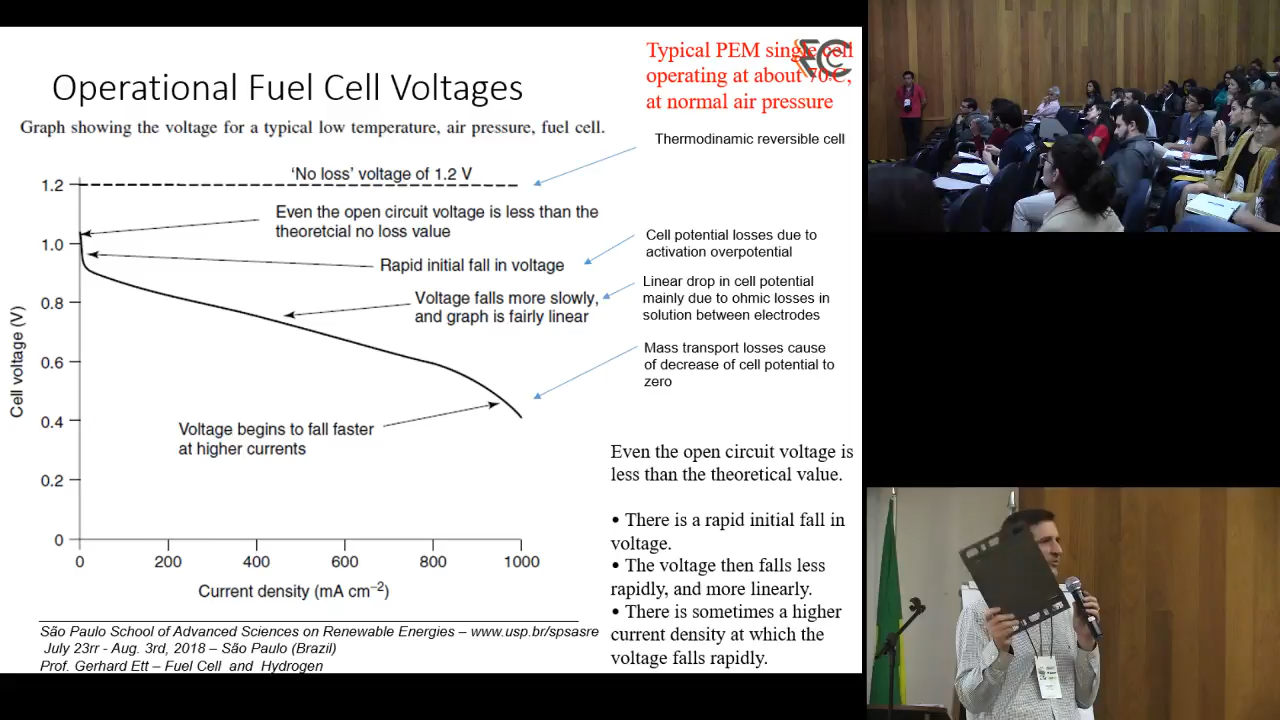 Operational Fuel Cell Voltages
Graph showing the voltage for a typical low temperature, air pressure, fuel cell.
Typical PEM single cell
operating at about 70◦C,
at normal air pressure
Thermodinamic reversible cell
'No loss' voltage of 1.2 V
Even the open circuit voltage is less than the
theoretcial no loss value
Rapid initial fall in voltage
Cell potential losses due to
activation overpotential
Voltage falls more slowly,
and graph is fairly linear
Linear drop in cell potential
mainly due to ohmic losses in
solution between electrodes
Mass transport losses cause
of decrease of cell potential to
zero
Voltage begins to fall faster
at higher currents
Cell voltage (V)
1.2
1.0
0.8
0.6
0.4
0.2
0
0 200 400 600 800 1000
Current density (mA cm⁻²)
Even the open circuit voltage is
less than the theoretical value.
• There is a rapid initial fall in
voltage.
• The voltage then falls less
rapidly, and more linearly.
• There is sometimes a higher
current density at which the
voltage falls rapidly.
São Paulo School of Advanced Sciences on Renewable Energies – www.usp.br/spsasre
July 23rr - Aug. 3rd, 2018 – São Paulo (Brazil)
Prof. Gerhard Ett – Fuel Cell and Hydrogen